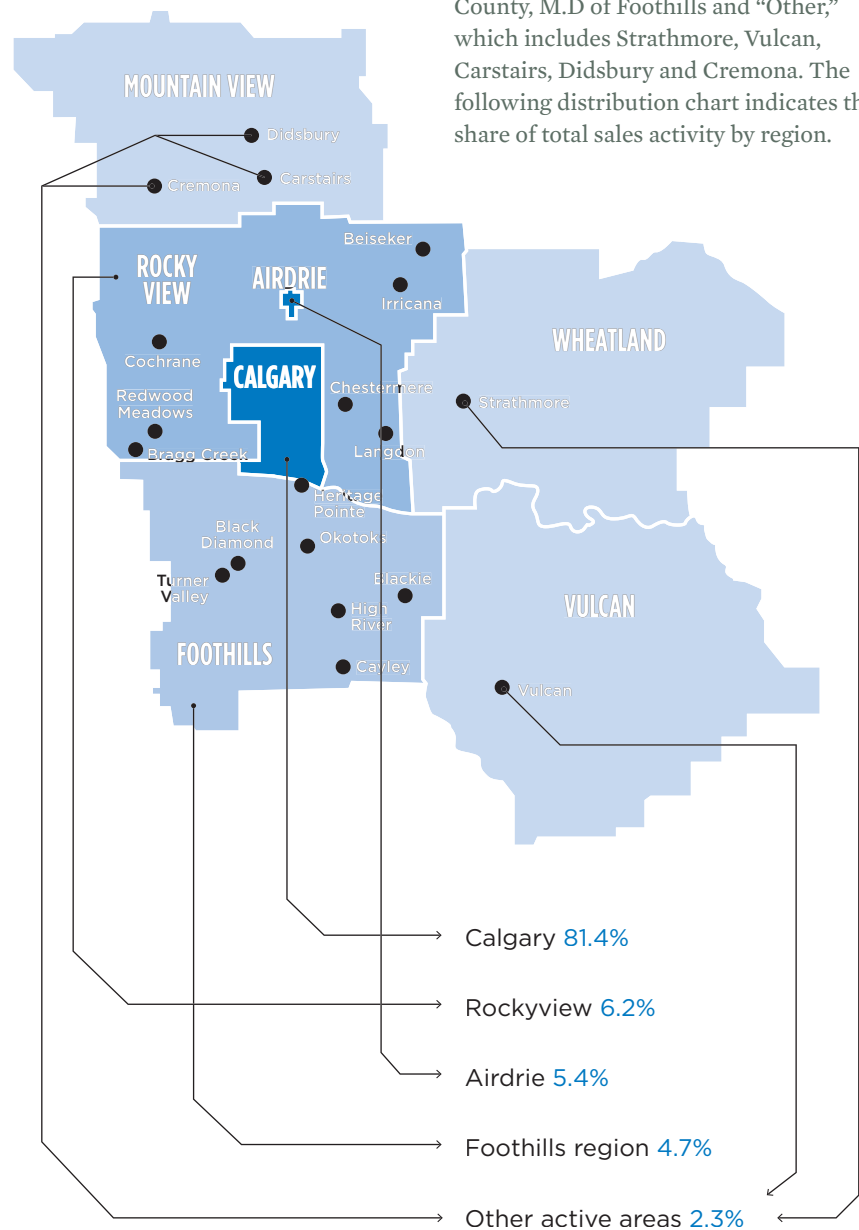 County, M.D of Foothills and “Other,”
which includes Strathmore, Vulcan,
Carstairs, Didsbury and Cremona. The
following distribution chart indicates th
share of total sales activity by region.
MOUNTAIN VIEW
Didsbury
Cremona
Carstairs
Beiseker
ROCKY
VIEW
AIRDRIE
Irricana
WHEATLAND
Cochrane
CALGARY
Redwood
Meadows
Chestermere
Strathmore
Bragg Creek
Langdon
Heritage
Pointe
Black
Diamond
Okotoks
Turner
Valley
Blackie
High
River
VULCAN
FOOTHILLS
Cayley
Vulcan
Calgary 81.4%
Rockyview 6.2%
Airdrie 5.4%
Foothills region 4.7%
Other active areas 2.3%